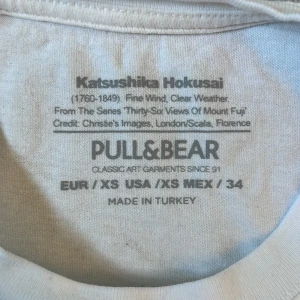 Katsushika Hokusai
(1760-1849). Fine Wind, Clear Weather.
From The Series 'Thirty-Six Views Of Mount Fuji'
Credit: Christie's Images, London/Scala, Florence
PULL&BEAR
CLASSIC ART GARMENTS SINCE 91
EUR / XS USA / XS MEX / 34
MADE IN TURKEY